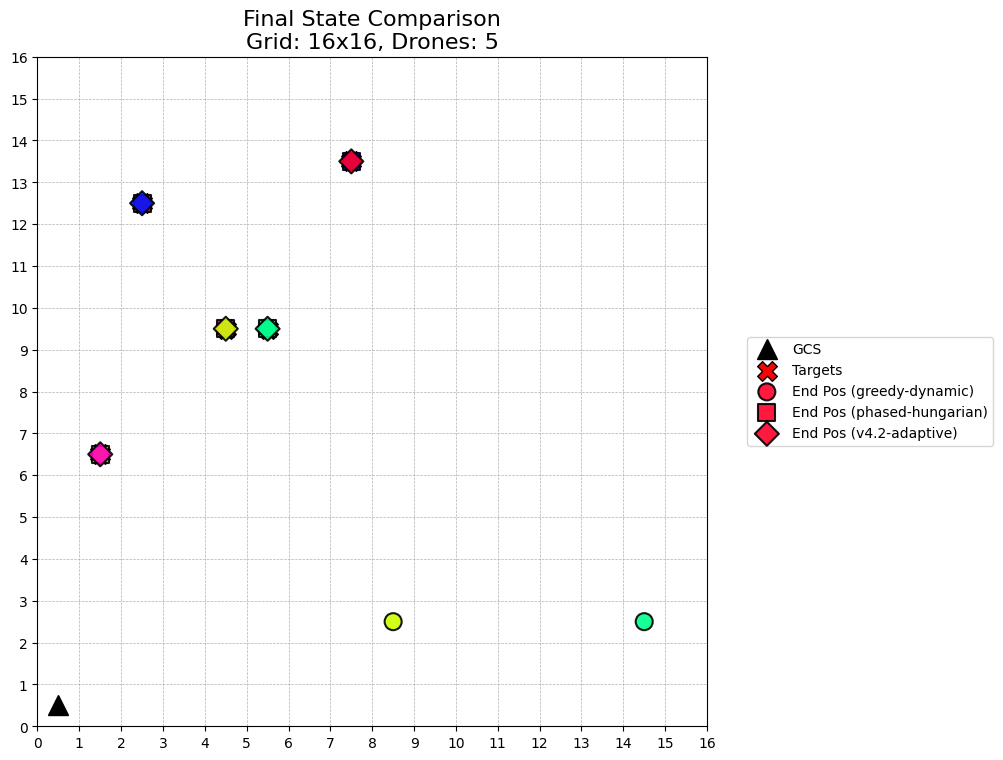 Final State Comparison
Grid: 16x16, Drones: 5
16
15
14
13
12
11
10
9
8
7
6
5
4
3
2
1
0
0 1 2 3 4 5 6 7 8 9 10 11 12 13 14 15 16
GCS
Targets
End Pos (greedy-dynamic)
End Pos (phased-hungarian)
End Pos (v4.2-adaptive)